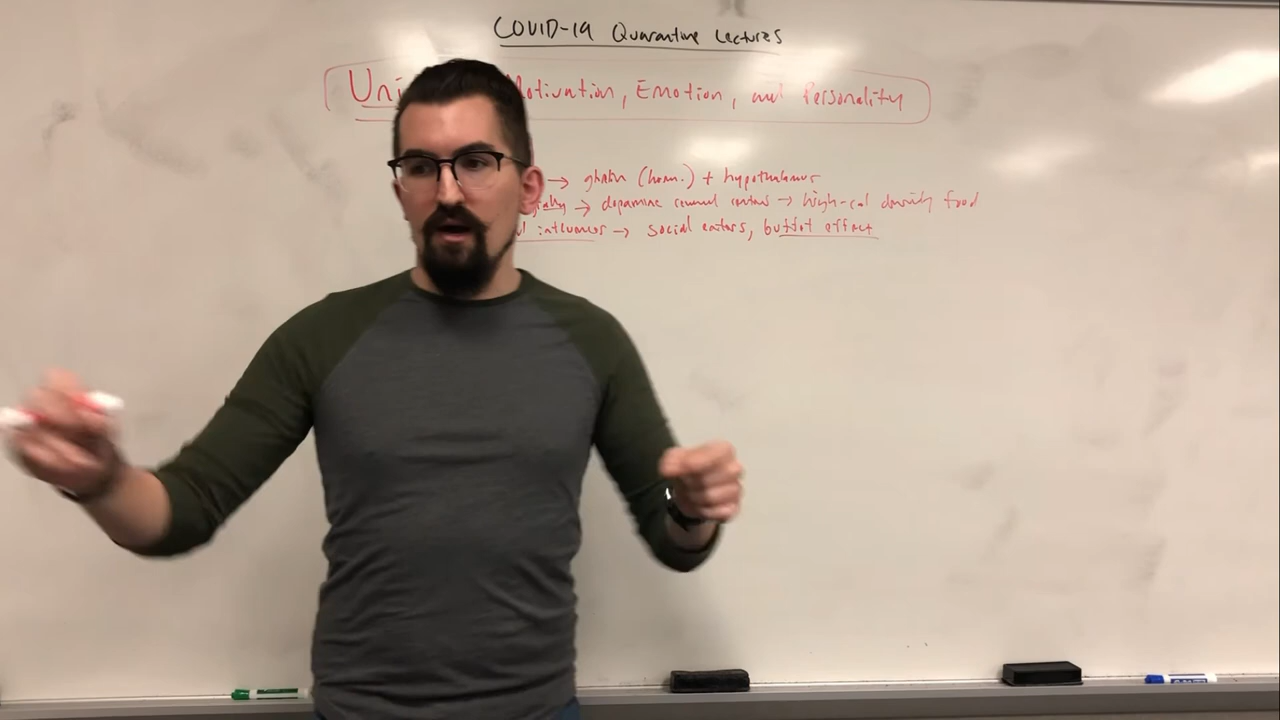 COVID-19 Quarantine Lectures
Motivation, Emotion, and Personality
→ ghrelin (horm.) + hypothalamus
→ dopamine reward centers → high-cal density food
influences → social eaters, buffet effect